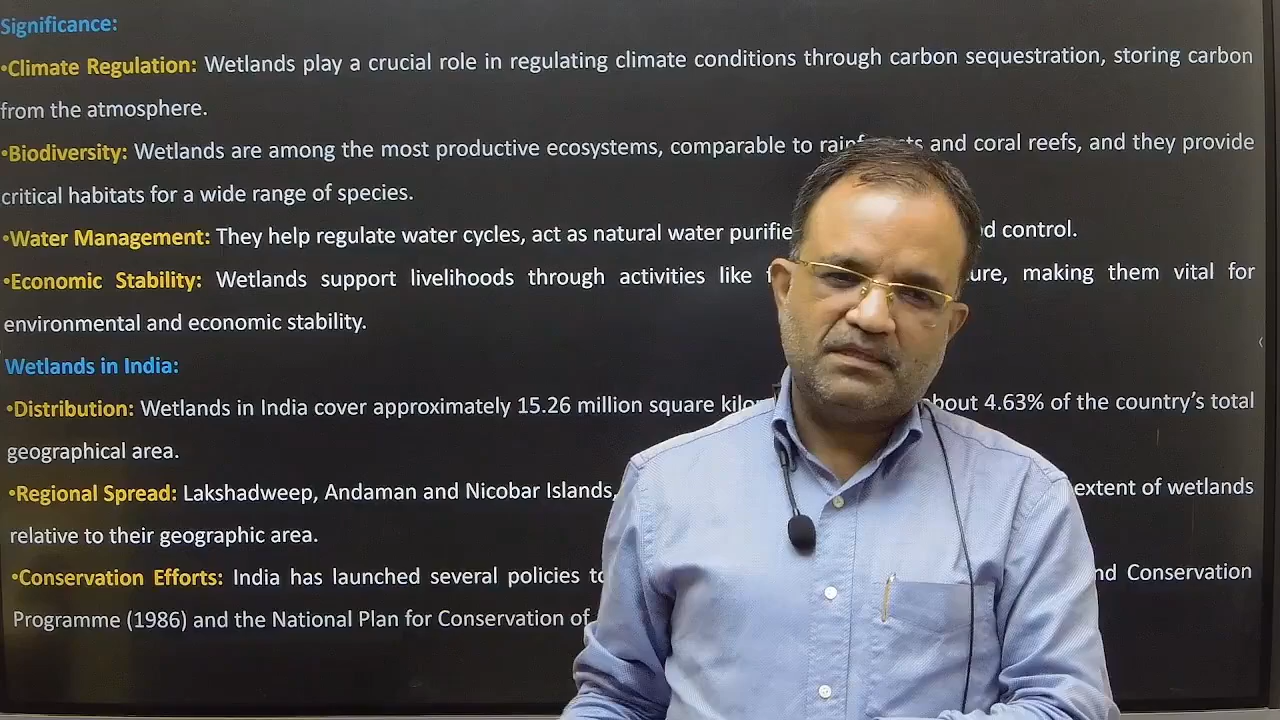 Significance:
•Climate Regulation: Wetlands play a crucial role in regulating climate conditions through carbon sequestration, storing carbon
from the atmosphere.
•Biodiversity: Wetlands are among the most productive ecosystems, comparable to and coral reefs, and they provide
critical habitats for a wide range of species.
•Water Management: They help regulate water cycles, act as natural water control.
•Economic Stability: Wetlands support livelihoods through activities like making them vital for
environmental and economic stability.
Wetlands in India:
•Distribution: Wetlands in India cover approximately 15.26 million square 4.63% of the country's total
geographical area.
•Regional Spread: Lakshadweep, Andaman and Nicobar Islands, extent of wetlands
relative to their geographic area.
•Conservation Efforts: India has launched several policies Conservation
Programme (1986) and the National Plan for Conservation of